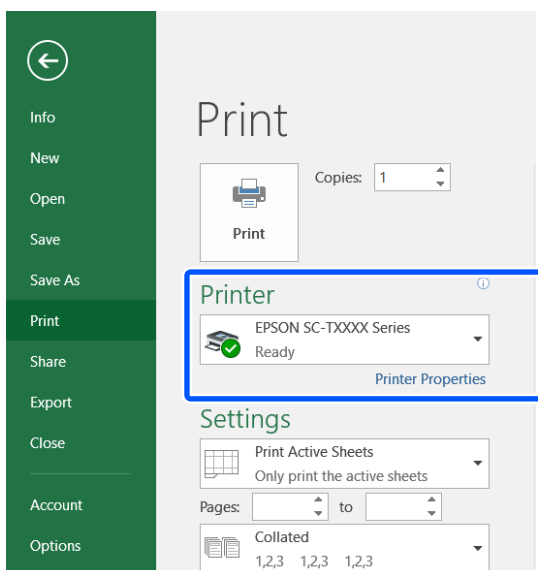 Info
New
Open
Save
Save As
Print
Share
Export
Close
Account
Options
Print
Copies: 1
Print
Printer
EPSON SC-TXXXX Series
Ready
Printer Properties
Settings
Print Active Sheets
Only print the active sheets
Pages: to
Collated
1,2,3 1,2,3 1,2,3